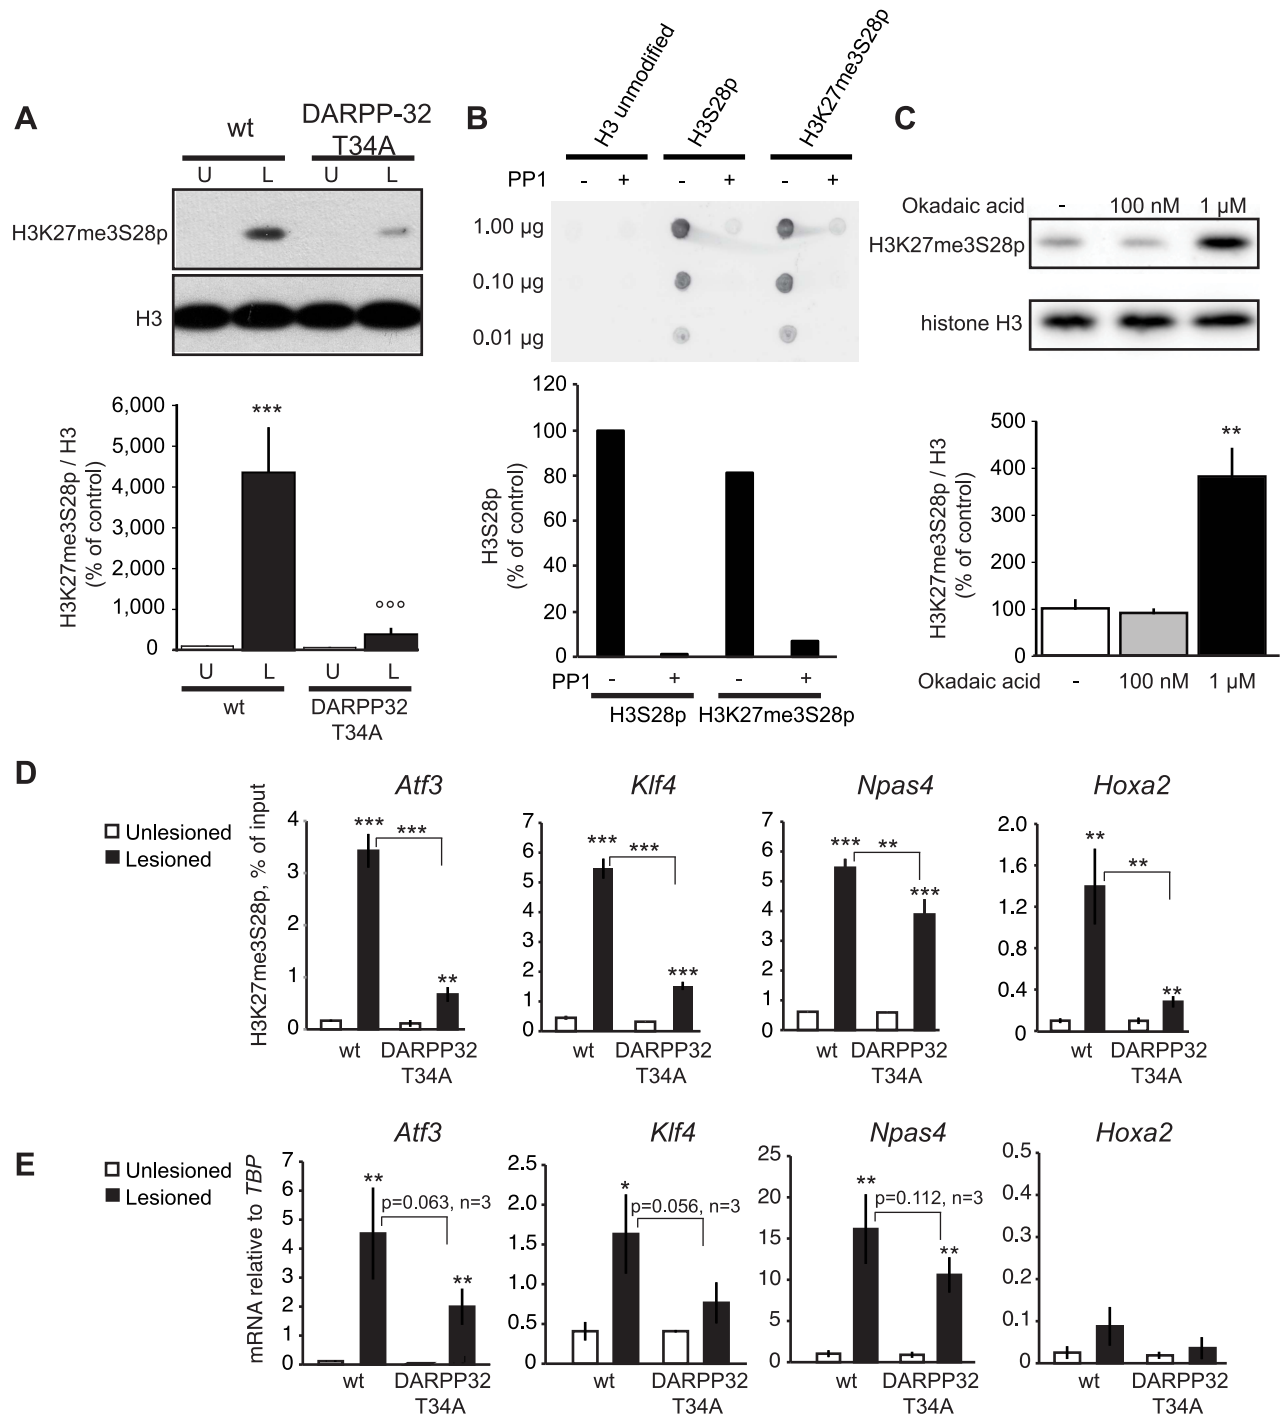 A
wt
DARPP-32
T34A
U L U L
H3K27me3S28p
H3
6,000
5,000
4,000
3,000
2,000
1,000
0
H3K27me3S28p / H3
(% of control)
***
°°°
U L U L
wt
DARPP32
T34A
B
H3 unmodified
H3S28p
H3K27me3S28p
PP1 - + - + - +
1.00 µg
0.10 µg
0.01 µg
120
100
80
60
40
20
0
H3S28p
(% of control)
PP1 - + - +
H3S28p H3K27me3S28p
C
Okadaic acid - 100 nM 1 µM
H3K27me3S28p
histone H3
500
400
300
200
100
0
H3K27me3S28p / H3
(% of control)
**
Okadaic acid - 100 nM 1 µM
D
Unlesioned
Lesioned
H3K27me3S28p, % of input
Atf3
4
3
2
1
0
***
***
**
wt DARPP32
T34A
Klf4
7
6
5
4
3
2
1
0
***
***
***
wt DARPP32
T34A
Npas4
7
6
5
4
3
2
1
0
***
**
***
wt DARPP32
T34A
Hoxa2
2.0
1.6
1.2
0.8
0.4
0
**
**
**
wt DARPP32
T34A
E
Unlesioned
Lesioned
mRNA relative to TBP
Atf3
7
6
5
4
3
2
1
0
**
p=0.063, n=3
**
wt DARPP32
T34A
Klf4
2.5
2.0
1.5
1.0
0.5
0
*
p=0.056, n=3
wt DARPP32
T34A
Npas4
25
20
15
10
5
0
**
p=0.112, n=3
**
wt DARPP32
T34A
Hoxa2
0.5
0.4
0.3
0.2
0.1
0
wt DARPP32
T34A